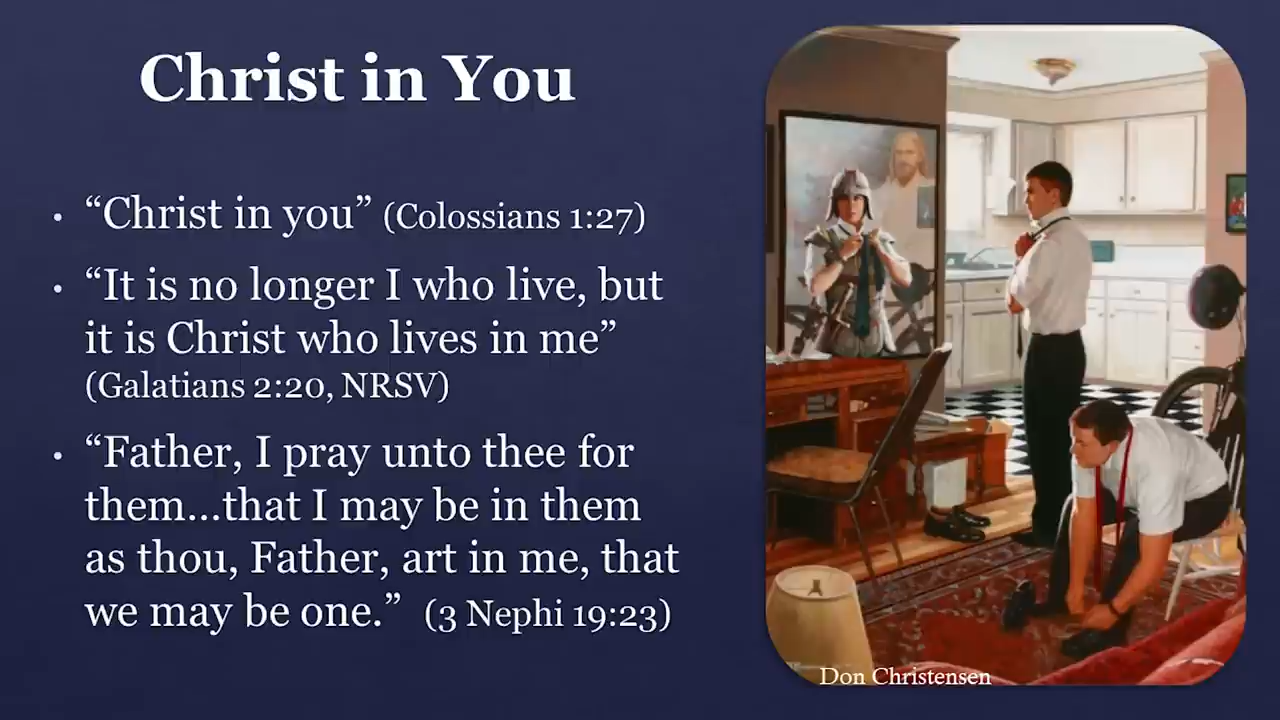 Christ in You
• “Christ in you” (Colossians 1:27)
• “It is no longer I who live, but
it is Christ who lives in me”
(Galatians 2:20, NRSV)
• “Father, I pray unto thee for
them...that I may be in them
as thou, Father, art in me, that
we may be one.” (3 Nephi 19:23)
Don Christensen